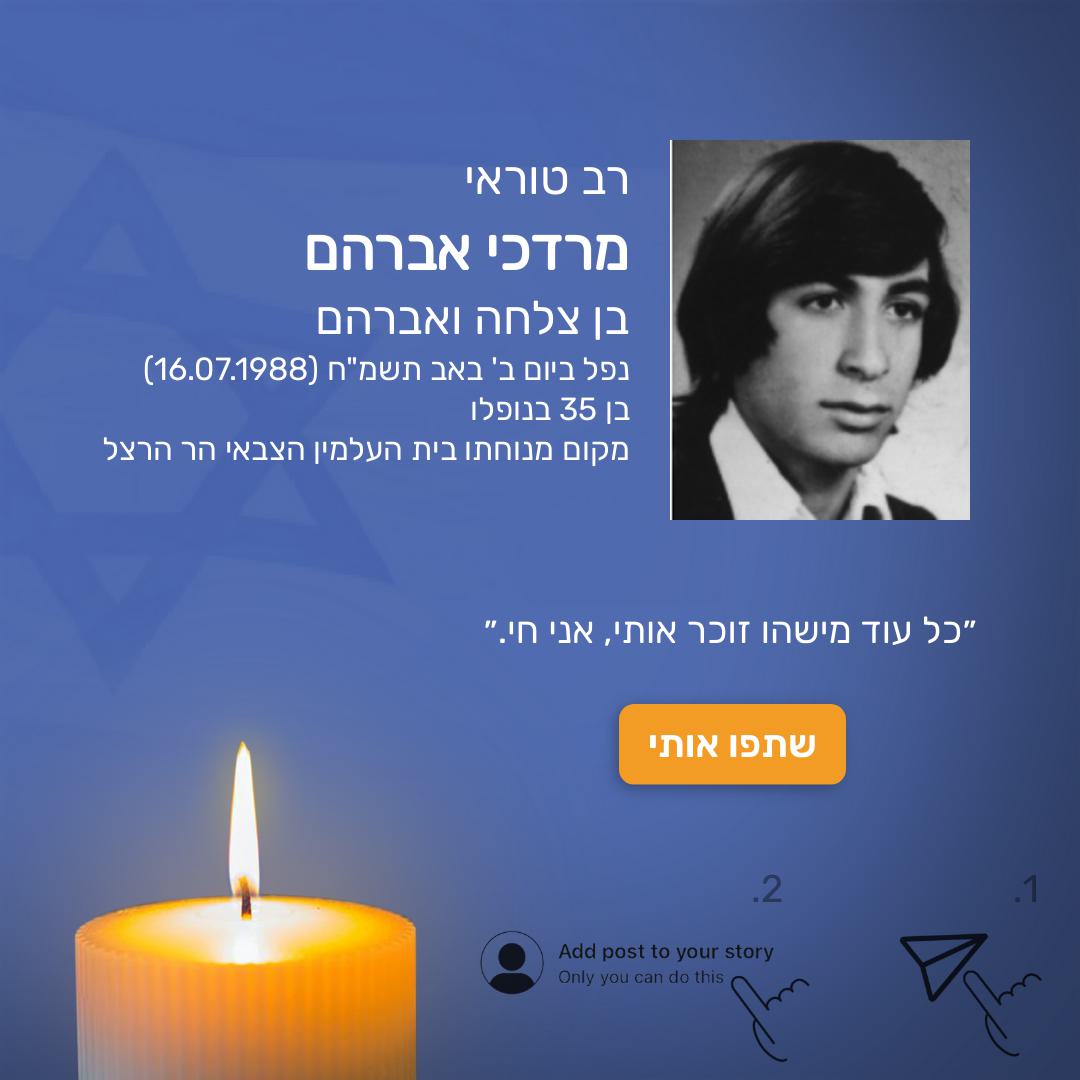 רב טוראי
מרדכי אברהם
בן צלחה ואברהם
נפל ביום ב' באב תשמ"ח (16.07.1988)
בן 35 בנופלו
מקום מנוחתו בית העלמין הצבאי הר הרצל
״כל עוד מישהו זוכר אותי, אני חי.״
שתפו אותי
1.
2.
Add post to your story
Only you can do this